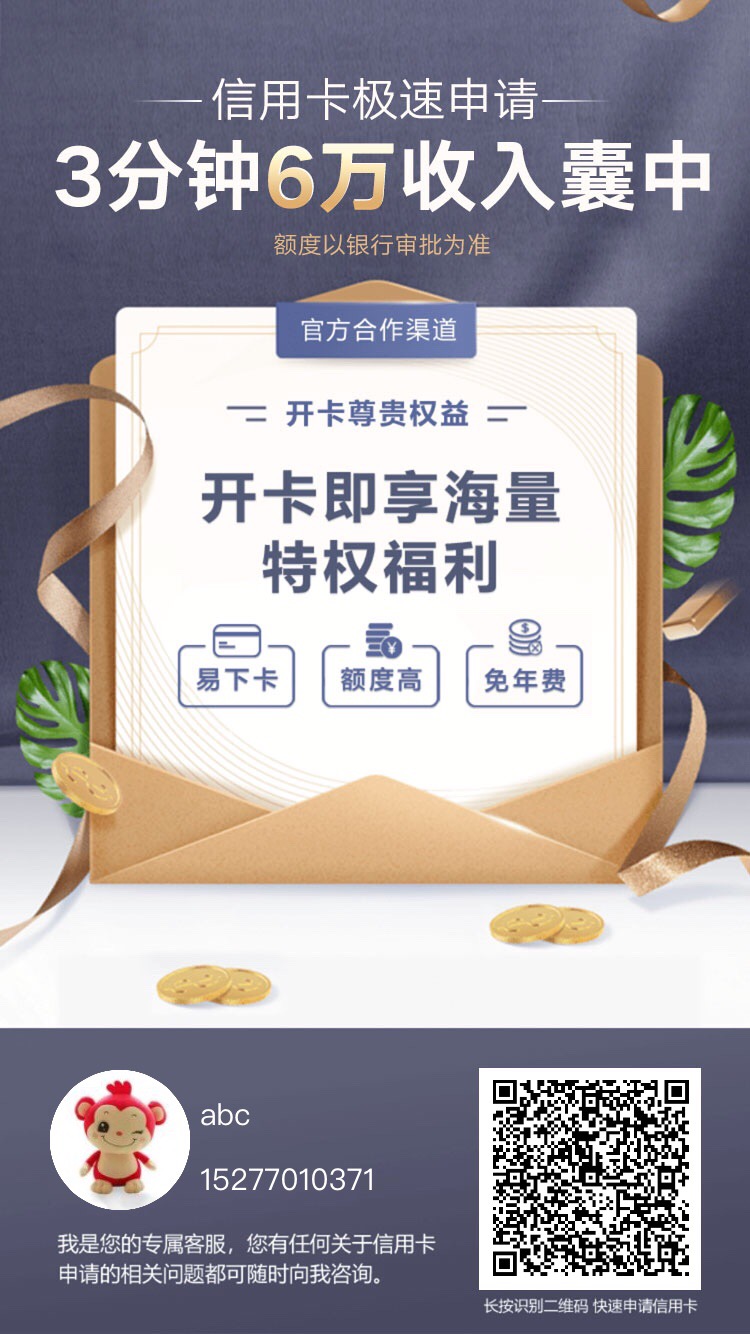 信用卡极速申请
3分钟6万收入囊中
额度以银行审批为准
官方合作渠道
开卡尊贵权益
开卡即享海量
特权福利
易下卡
额度高
免年费
abc
15277010371
我是您的专属客服，您有任何关于信用卡
申请的相关问题都可随时向我咨询。
长按识别二维码 快速申请信用卡